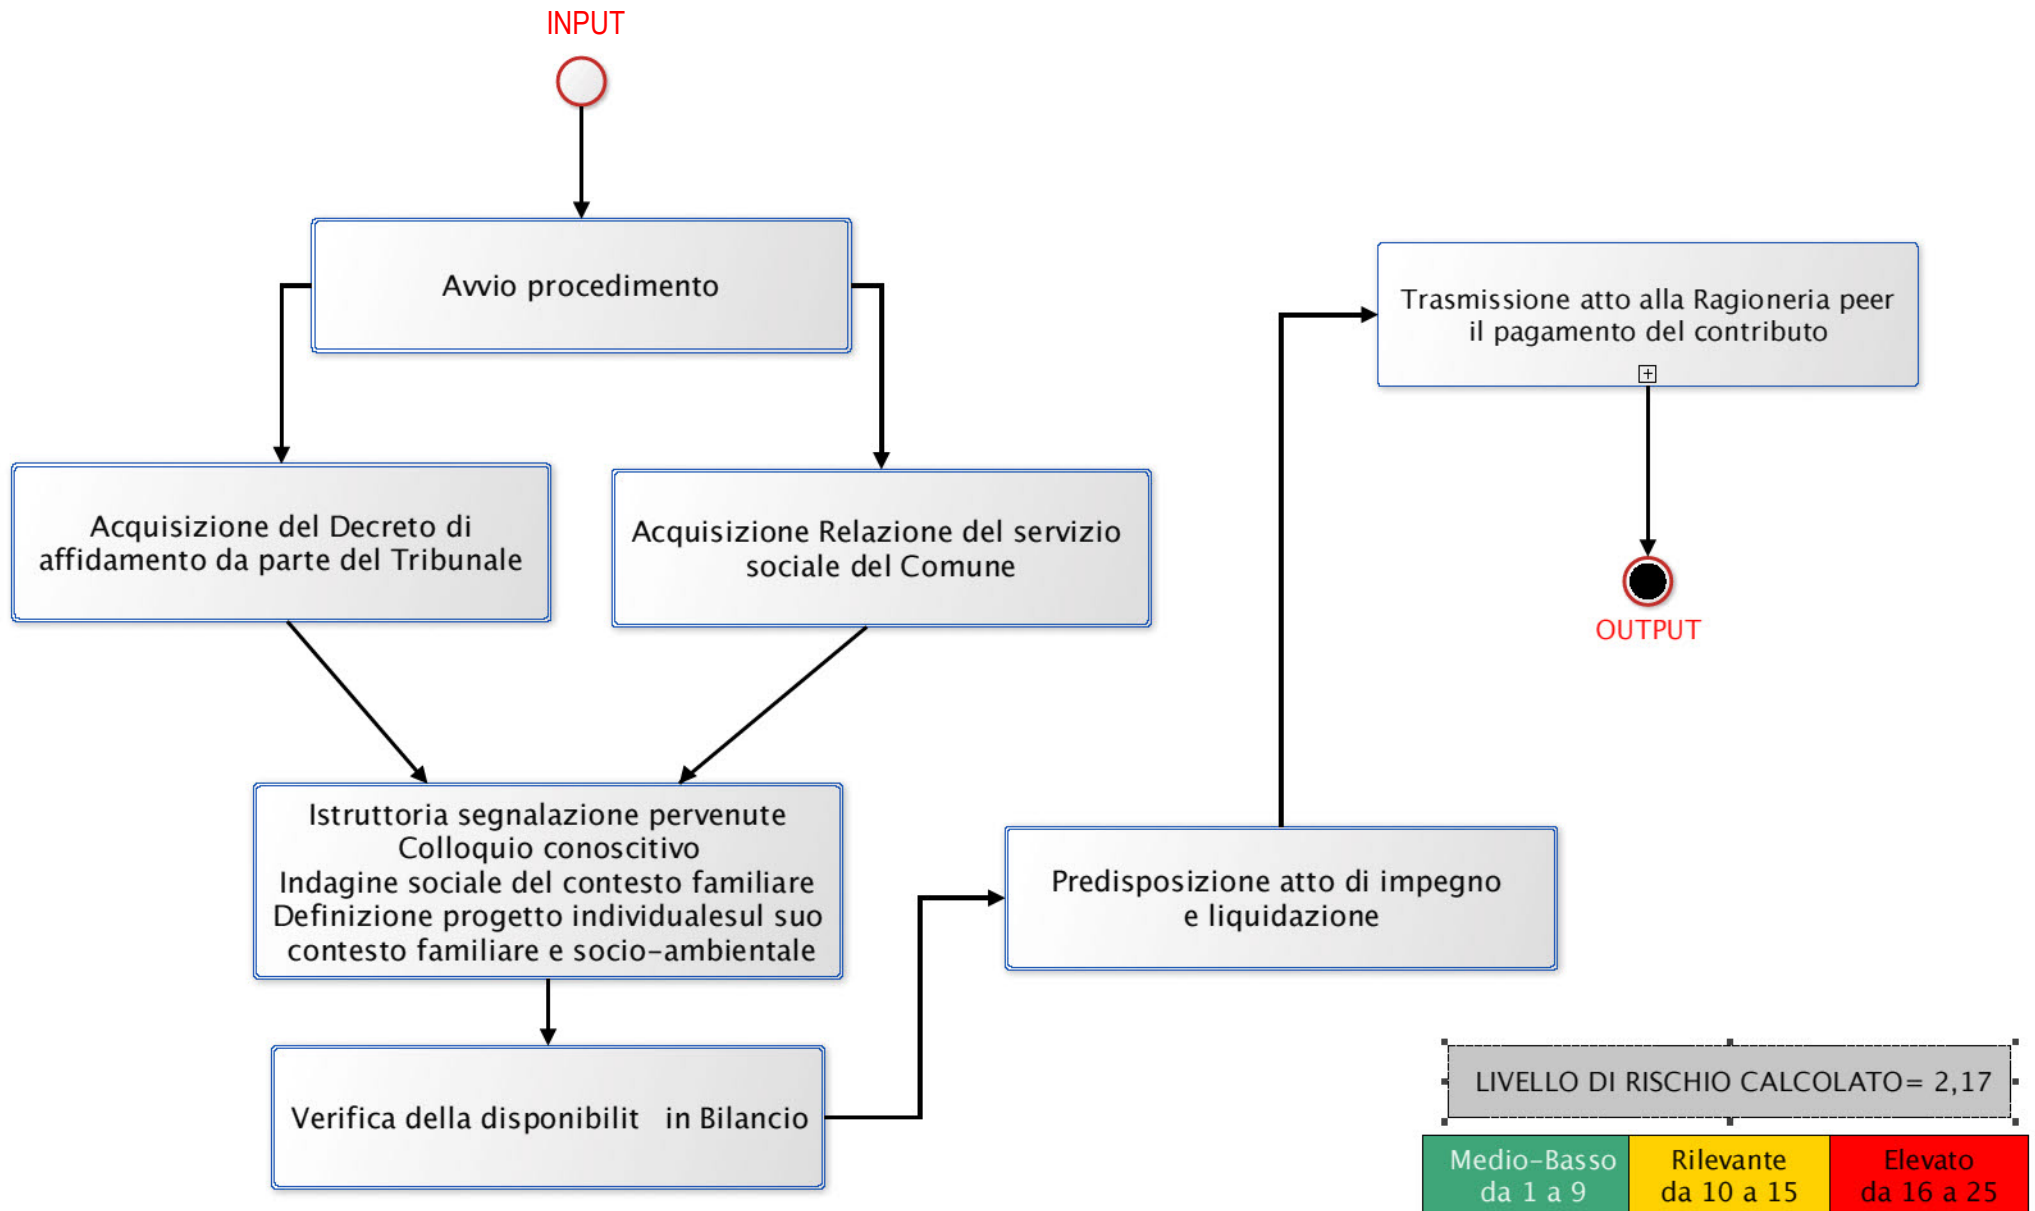 INPUT
Avvio procedimento
Acquisizione del Decreto di
affidamento da parte del Tribunale
Acquisizione Relazione del servizio
sociale del Comune
Istruttoria segnalazione pervenute
Colloquio conoscitivo
Indagine sociale del contesto familiare
Definizione progetto individualesul suo
contesto familiare e socio-ambientale
Verifica della disponibilit in Bilancio
Predisposizione atto di impegno
e liquidazione
Trasmissione atto alla Ragioneria peer
il pagamento del contributo
OUTPUT
LIVELLO DI RISCHIO CALCOLATO= 2,17
Medio-Basso
da 1 a 9
Rilevante
da 10 a 15
Elevato
da 16 a 25